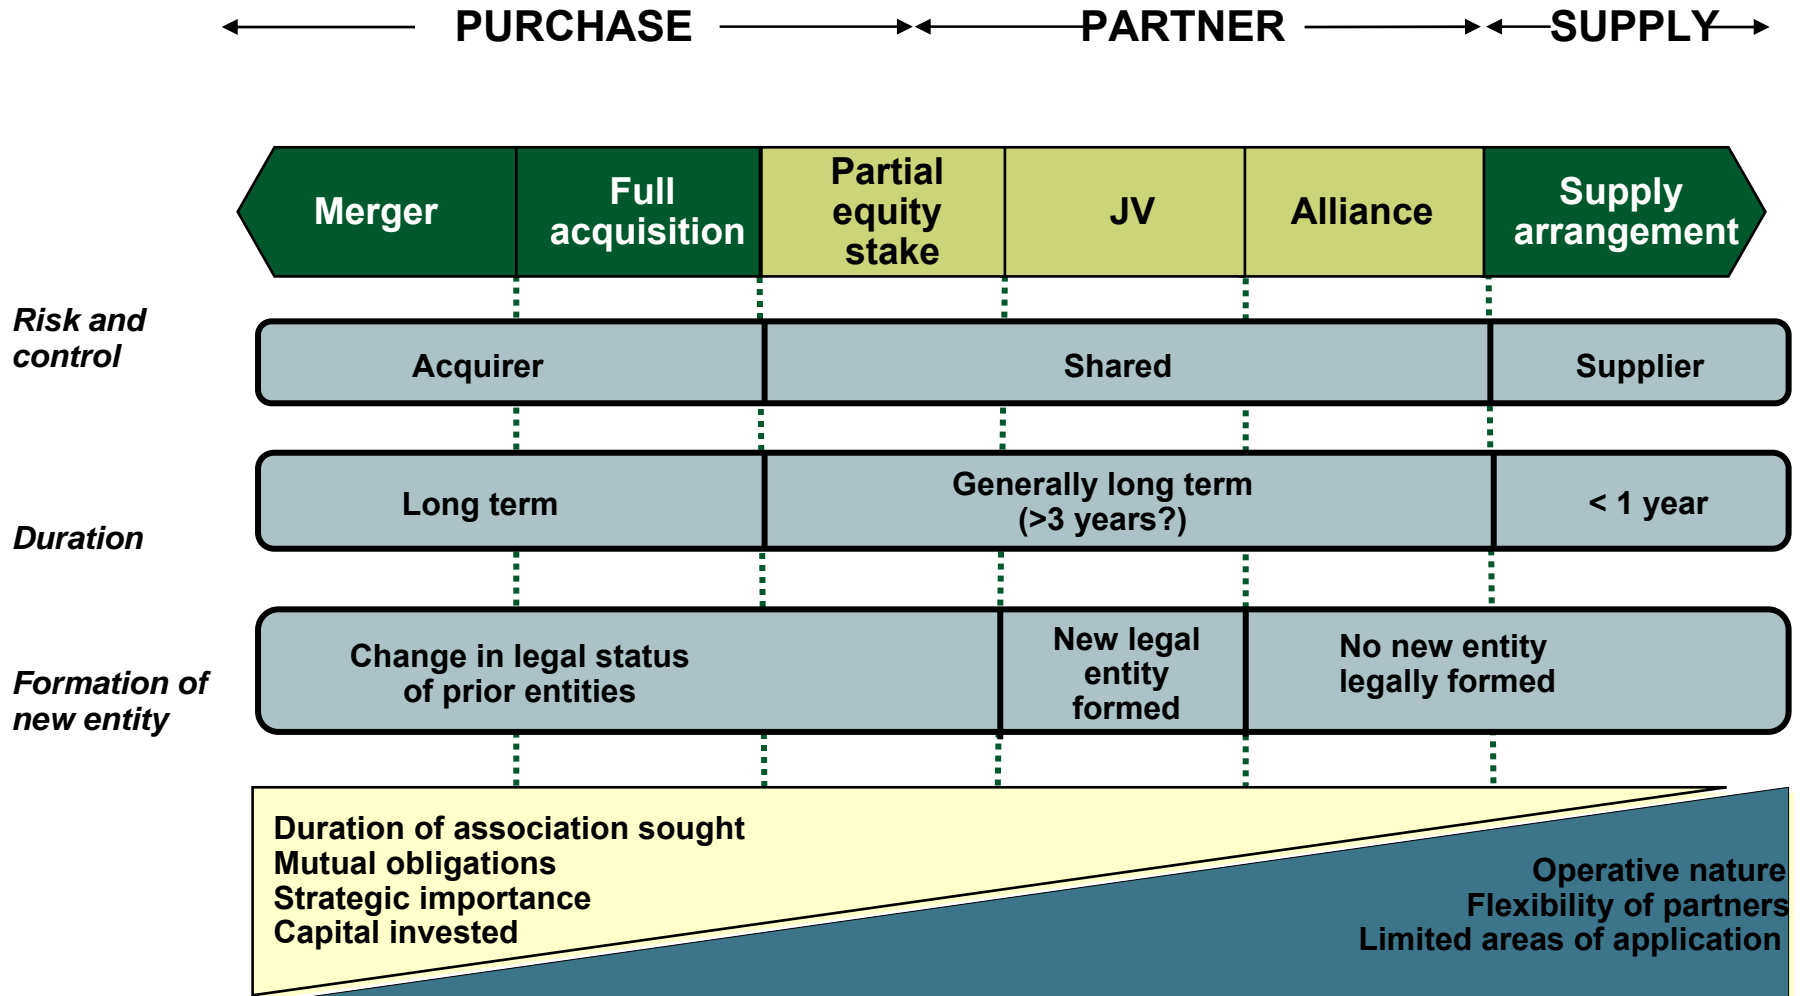 PURCHASE
PARTNER
SUPPLY
Merger
Full
acquisition
Partial
equity
stake
JV
Alliance
Supply
arrangement
Risk and
control
Acquirer
Shared
Supplier
Duration
Long term
Generally long term
(>3 years?)
< 1 year
Formation of
new entity
Change in legal status
of prior entities
New legal
entity
formed
No new entity
legally formed
Duration of association sought
Mutual obligations
Strategic importance
Capital invested
Operative nature
Flexibility of partners
Limited areas of application